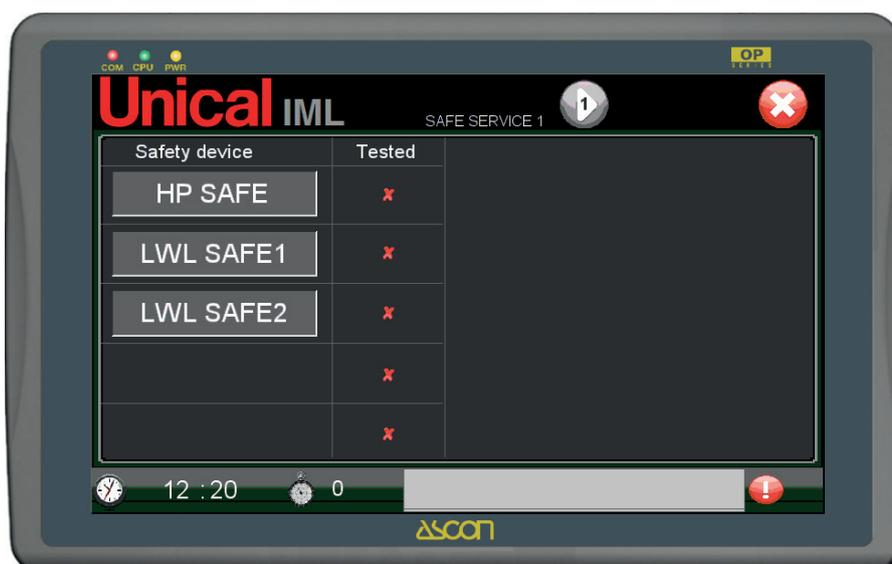 COM CPU PWR
OP
SERIES
Unical IML
SAFE SERVICE 1
1
Safety device Tested
HP SAFE
LWL SAFE1
LWL SAFE2
12 : 20 0
ascon